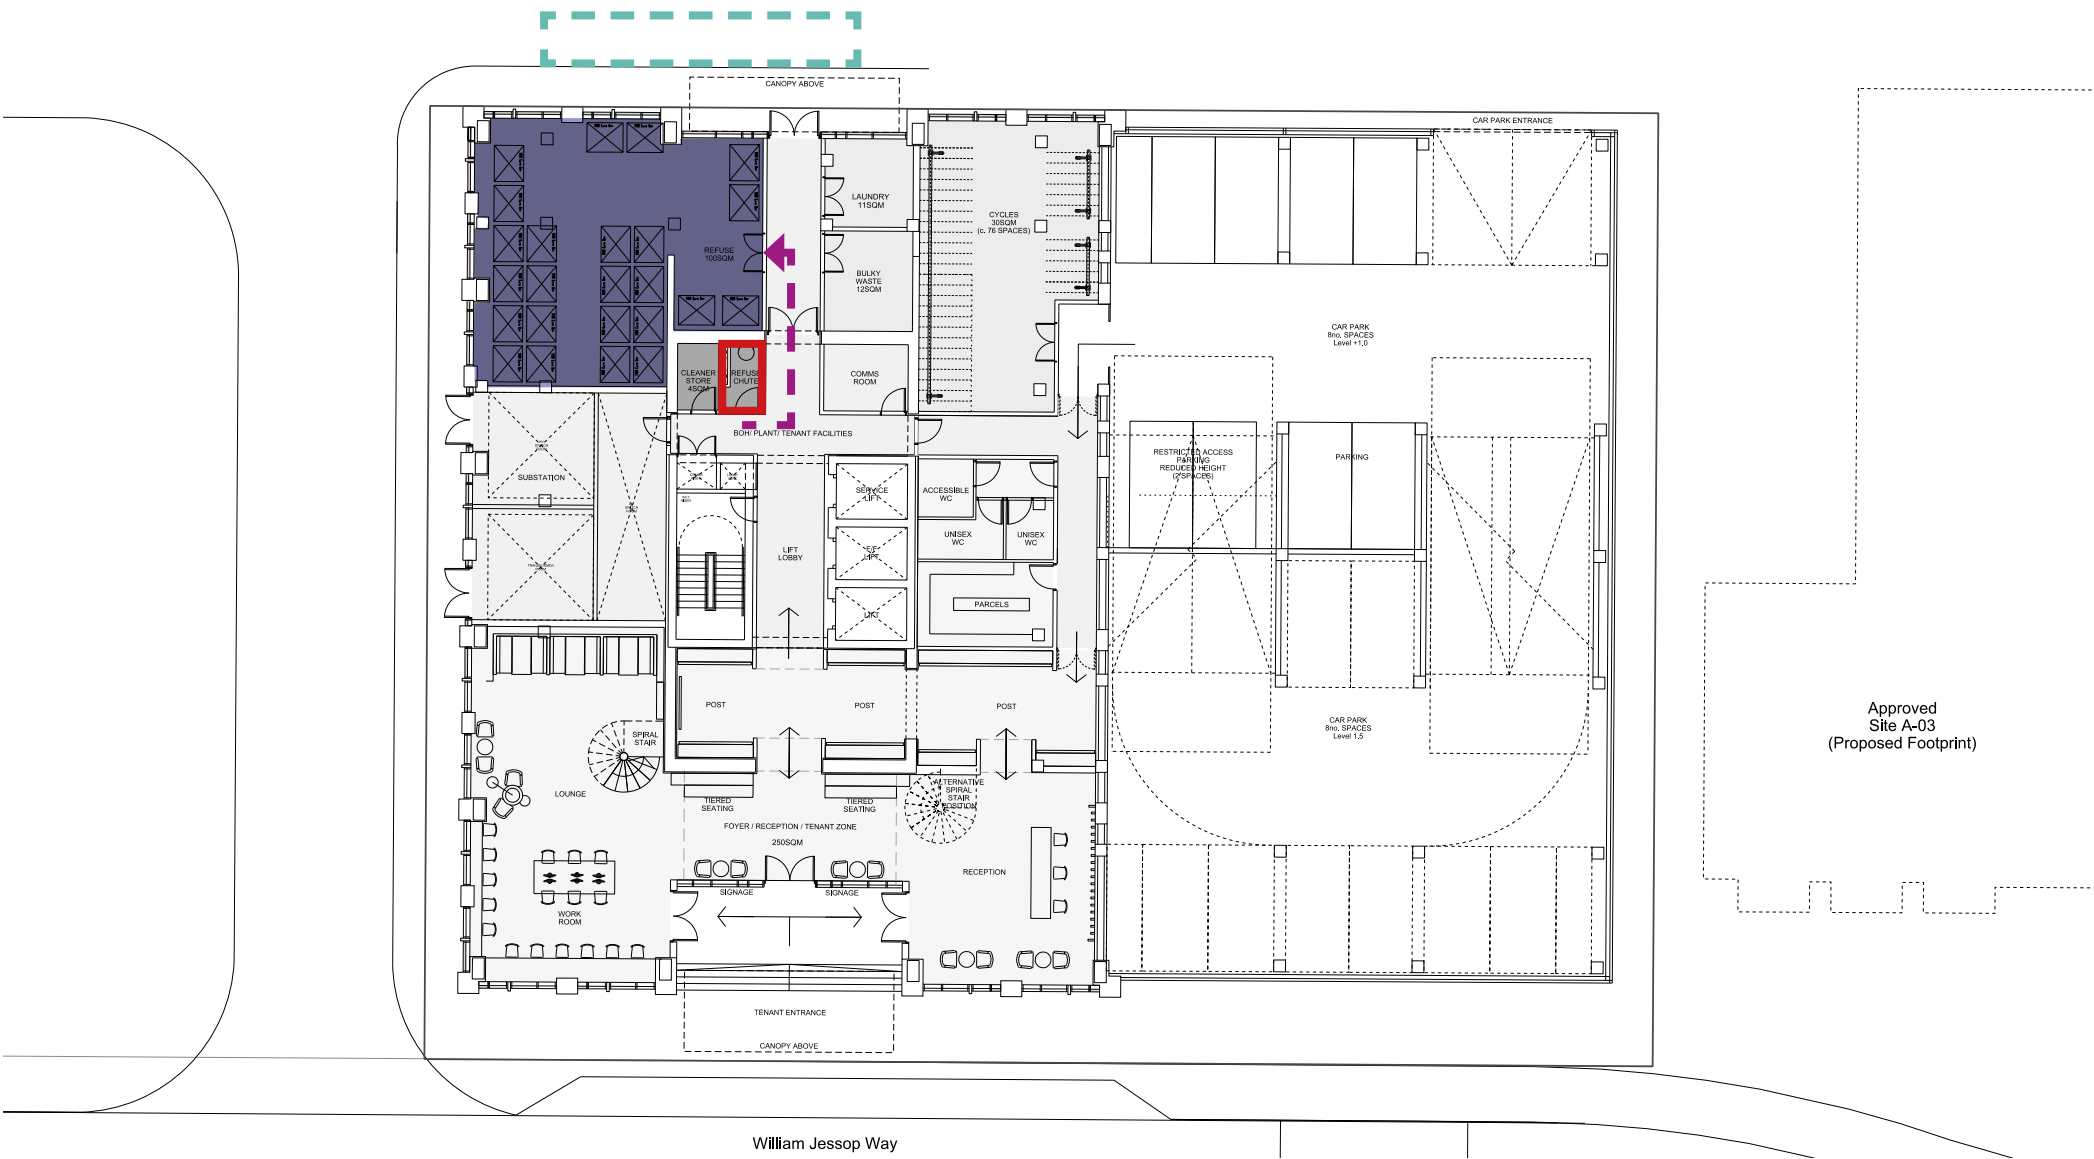 CANOPY ABOVE
CAR PARK ENTRANCE
LAUNDRY
11SQM
CYCLES
30SQM
(c. 76 SPACES)
REFUSE
100SQM
BULKY
WASTE
12SQM
CAR PARK
8no. SPACES
Level +1.0
CLEANER
STORE
4SQM
REFUSE
CHUTE
COMMS
ROOM
BOH/ PLANT/ TENANT FACILITIES
RESTRICTED ACCESS
PARKING
REDUCED HEIGHT
(2 SPACES)
PARKING
SUBSTATION
SERVICE
LIFT
ACCESSIBLE
WC
UNISEX
WC
UNISEX
WC
LIFT
LOBBY
F/F
LIFT
PARCELS
LIFT
POST
POST
POST
SPIRAL
STAIR
CAR PARK
8no. SPACES
Level 1.5
Approved
Site A-03
(Proposed Footprint)
LOUNGE
TIERED
SEATING
TIERED
SEATING
ALTERNATIVE
SPIRAL
STAIR
POSITION
FOYER / RECEPTION / TENANT ZONE
250SQM
RECEPTION
SIGNAGE
SIGNAGE
WORK
ROOM
TENANT ENTRANCE
CANOPY ABOVE
William Jessop Way